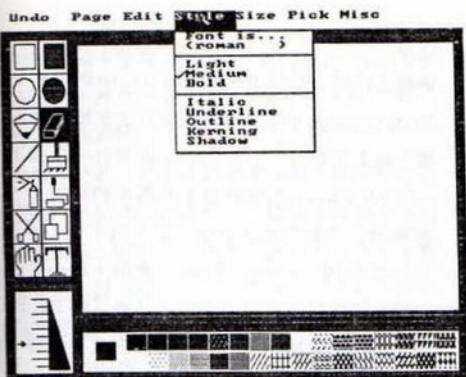 Undo Page Edit Style Size Pick Misc
Font is...
(roman )
Light
✓Medium
Bold
Italic
Underline
Outline
Kerning
Shadow
T